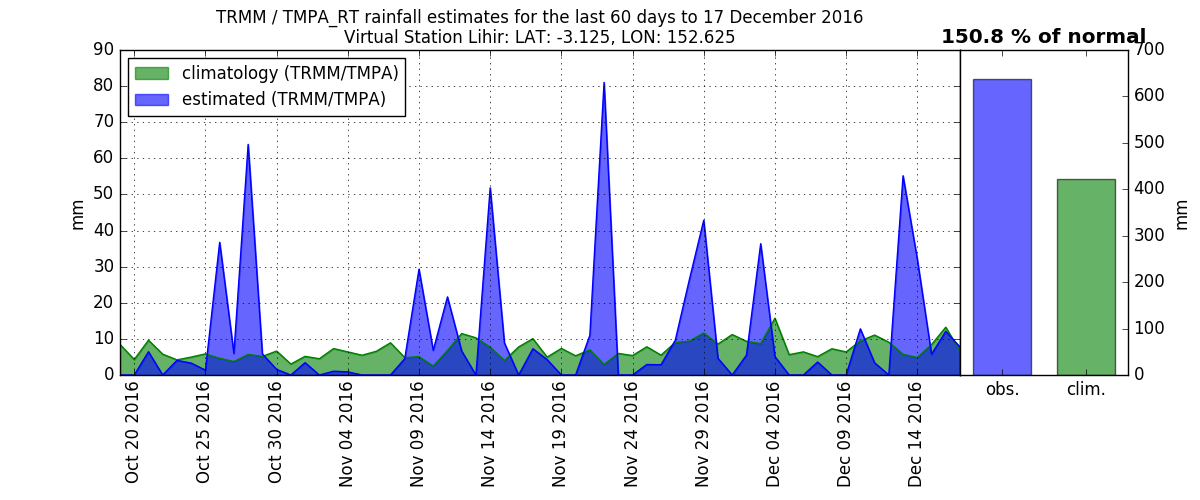 TRMM / TMPA_RT rainfall estimates for the last 60 days to 17 December 2016
Virtual Station Lihir: LAT: -3.125, LON: 152.625
150.8 % of normal
climatology (TRMM/TMPA)
estimated (TRMM/TMPA)
mm
90
80
70
60
50
40
30
20
10
0
Oct 20 2016
Oct 25 2016
Oct 30 2016
Nov 04 2016
Nov 09 2016
Nov 14 2016
Nov 19 2016
Nov 24 2016
Nov 29 2016
Dec 04 2016
Dec 09 2016
Dec 14 2016
obs.
clim.
700
600
500
400
300
200
100
0
mm